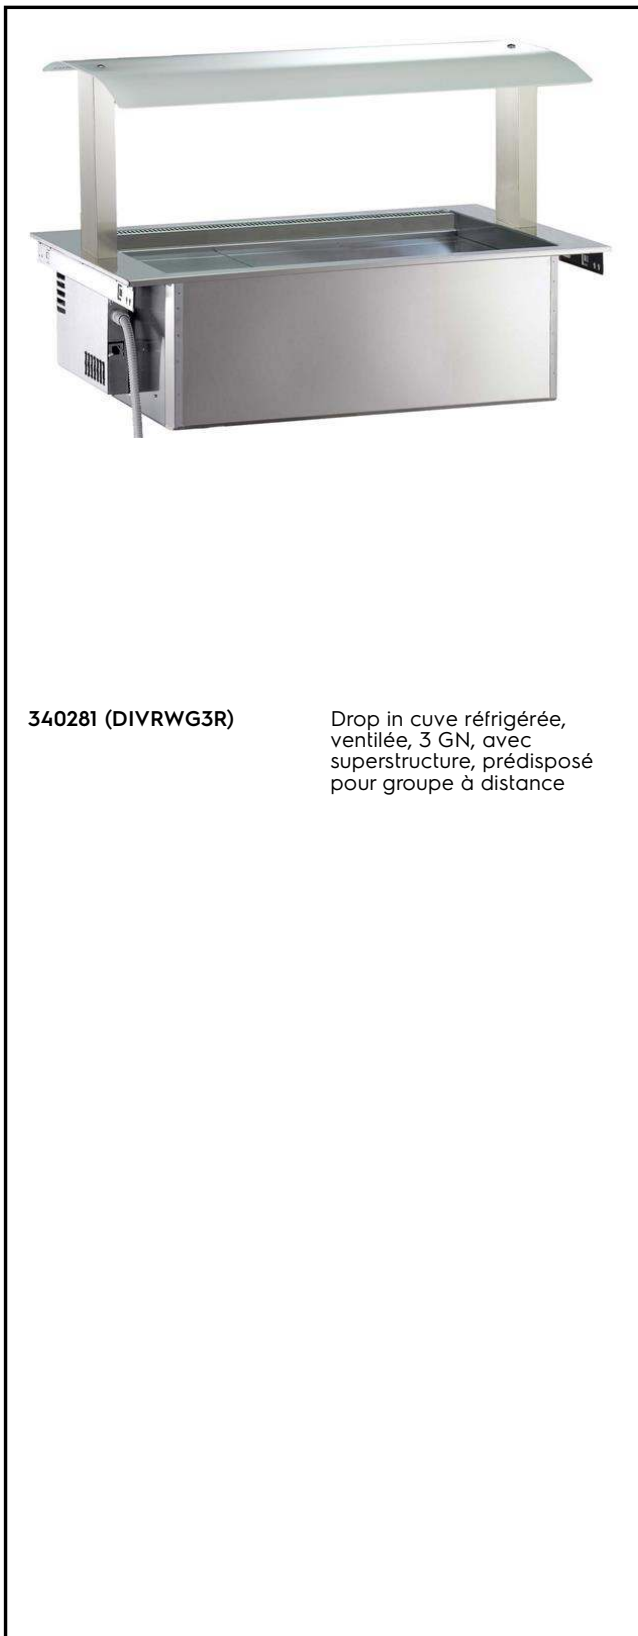 340281 (DIVRWG3R)
Drop in cuve réfrigérée,
ventilée, 3 GN, avec
superstructure, prédisposé
pour groupe à distance